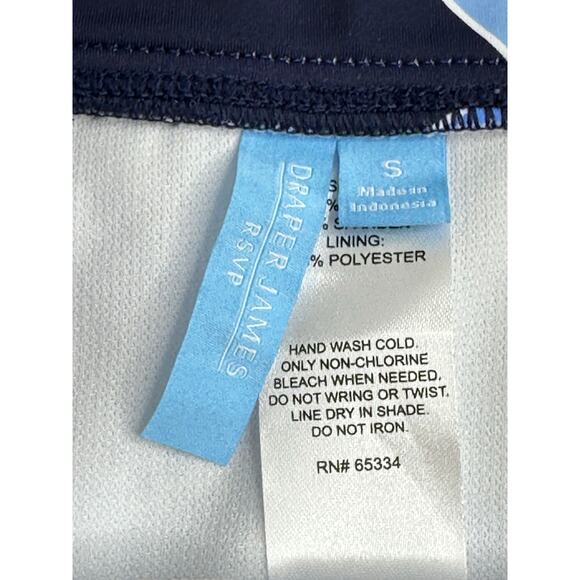 DRAPER JAMES
RSVP
S
Made in
Indonesia
LINING:
% POLYESTER
HAND WASH COLD.
ONLY NON-CHLORINE
BLEACH WHEN NEEDED,
DO NOT WRING OR TWIST.
LINE DRY IN SHADE.
DO NOT IRON.
RN# 65334